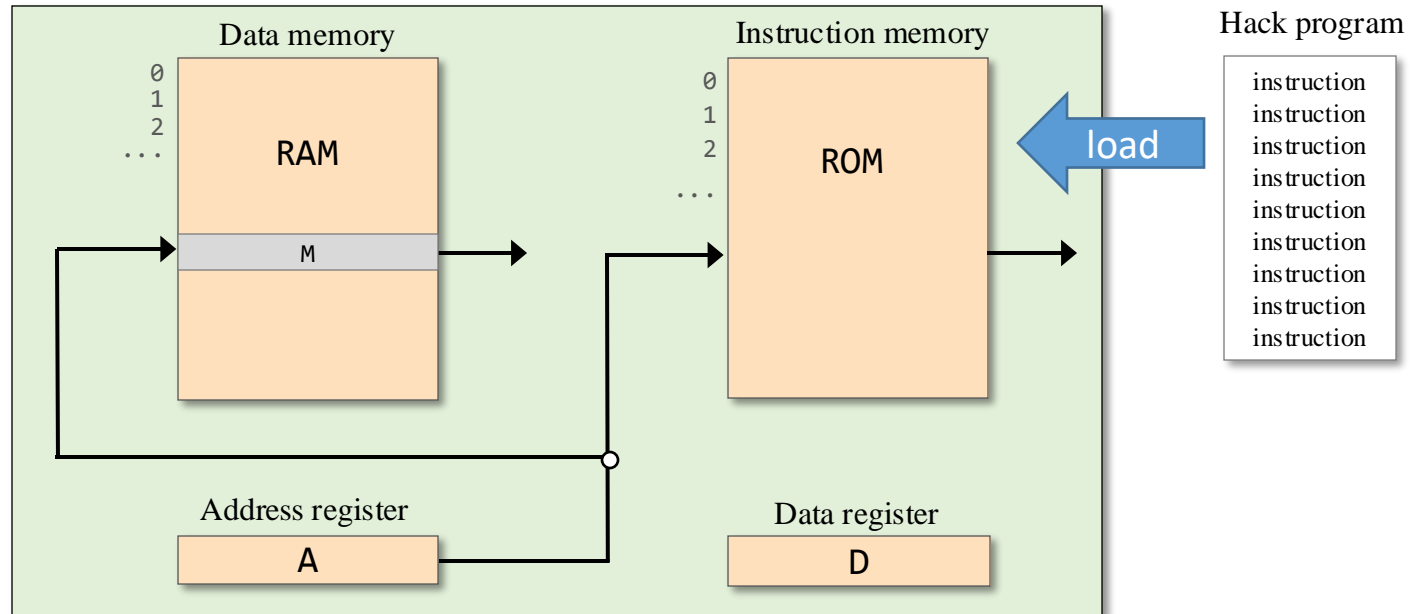 Data memory
0
1
2
...
RAM
M
Instruction memory
0
1
2
...
ROM
load
Hack program
instruction
instruction
instruction
instruction
instruction
instruction
instruction
instruction
instruction
Address register
A
Data register
D